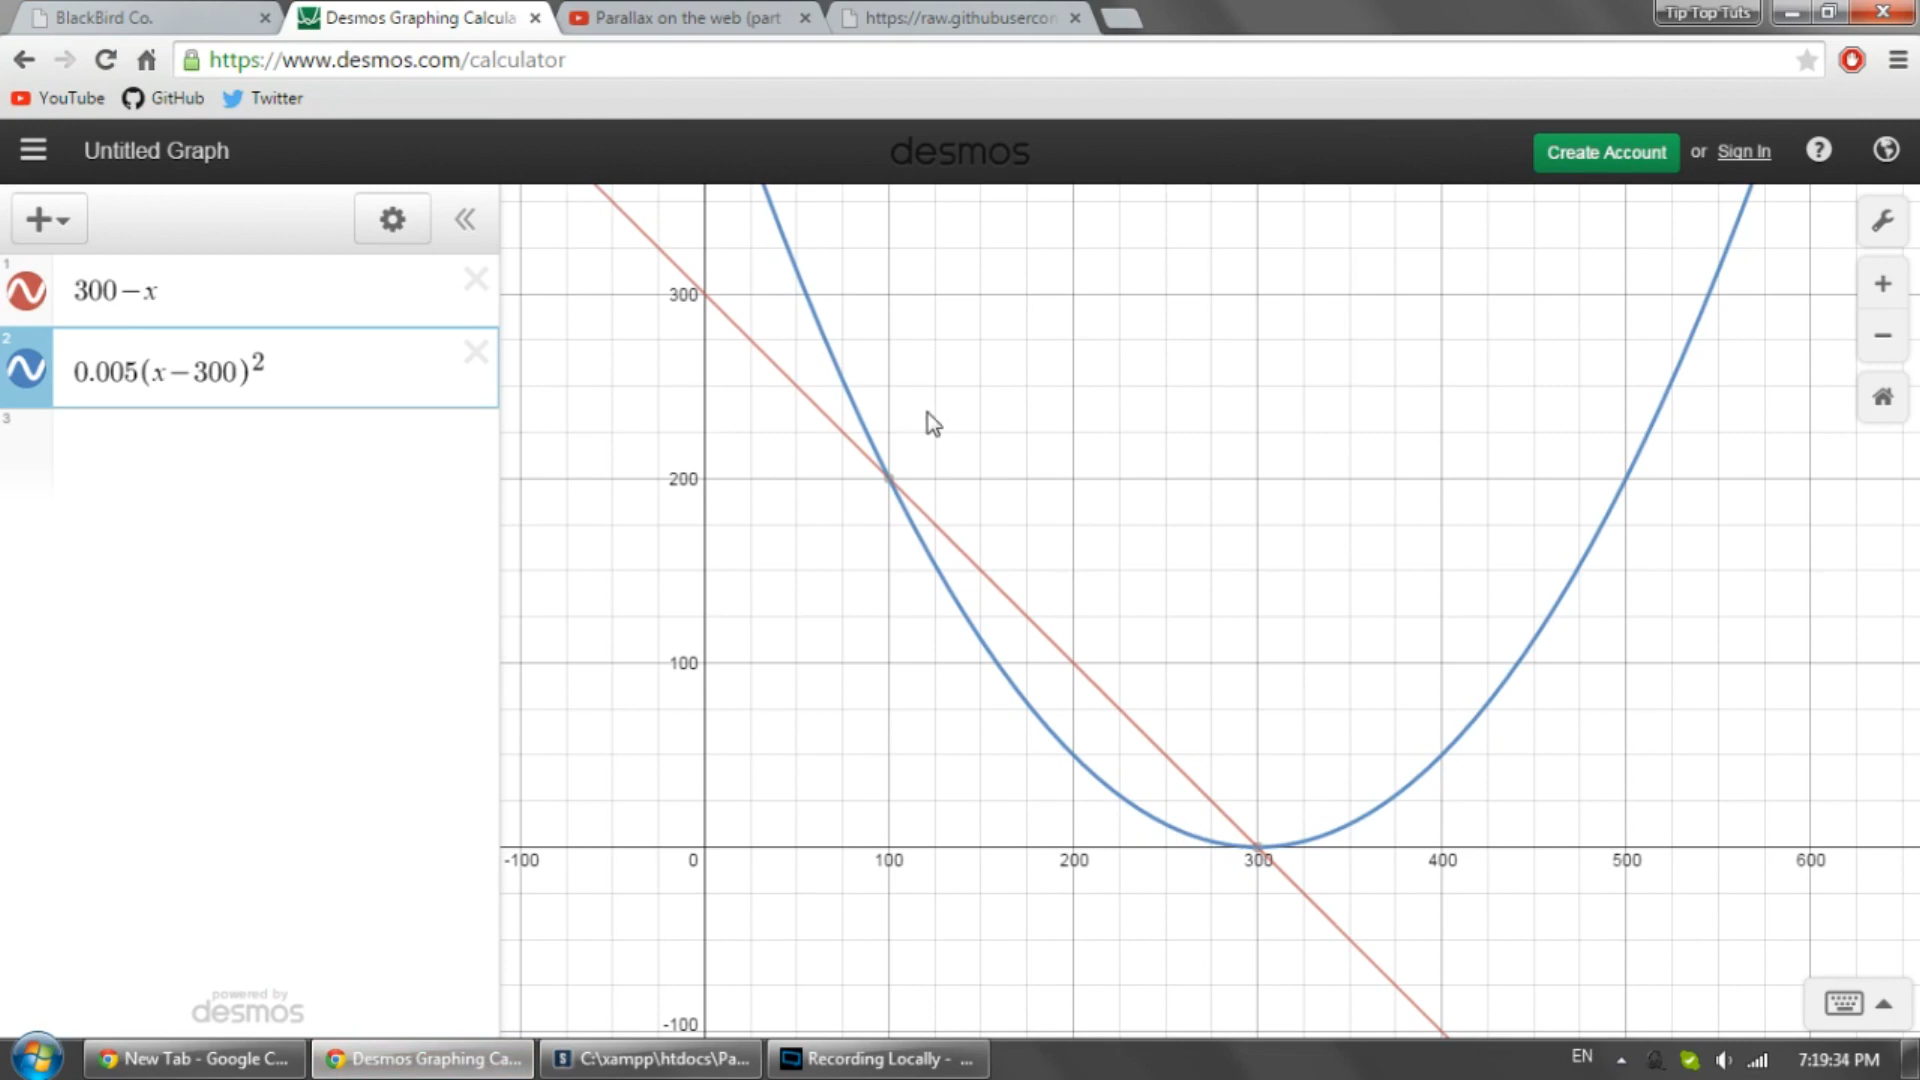 BlackBird Co.
Desmos Graphing Calcula
Parallax on the web (part
https://raw.githubusercon
Tip Top Tuts
https://www.desmos.com/calculator
YouTube
GitHub
Twitter
Untitled Graph
desmos
Create Account or Sign In
1
300−x
2
0.005(x−300)²
3
300
200
100
-100 0 100 200 300 400 500 600
-100
powered by
desmos
New Tab - Google C...
Desmos Graphing Ca...
C:\xampp\htdocs\Pa...
Recording Locally - ...
EN
7:19:34 PM